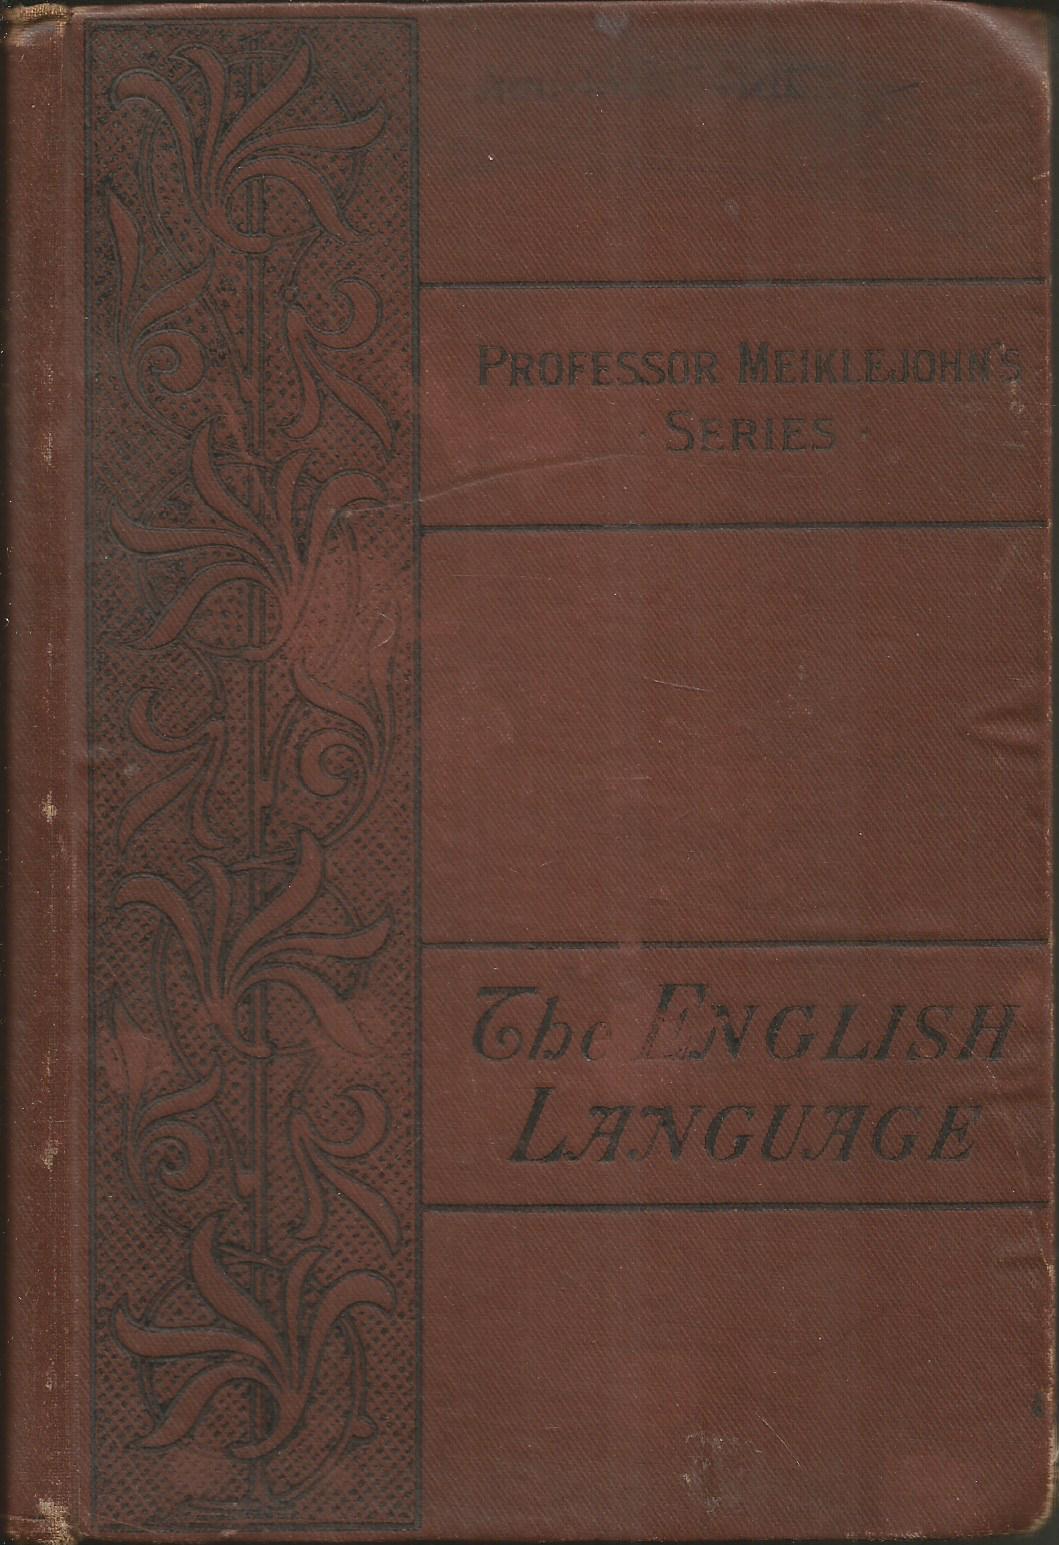 PROFESSOR MEIKLEJOHN'S
· SERIES ·
The ENGLISH
LANGUAGE